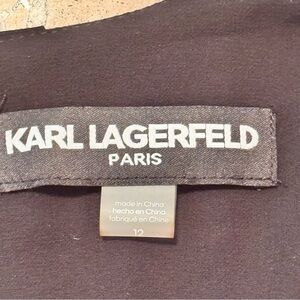 KARL LAGERFELD
PARIS
made in China
hecho en China
fabriqué en Chine
12